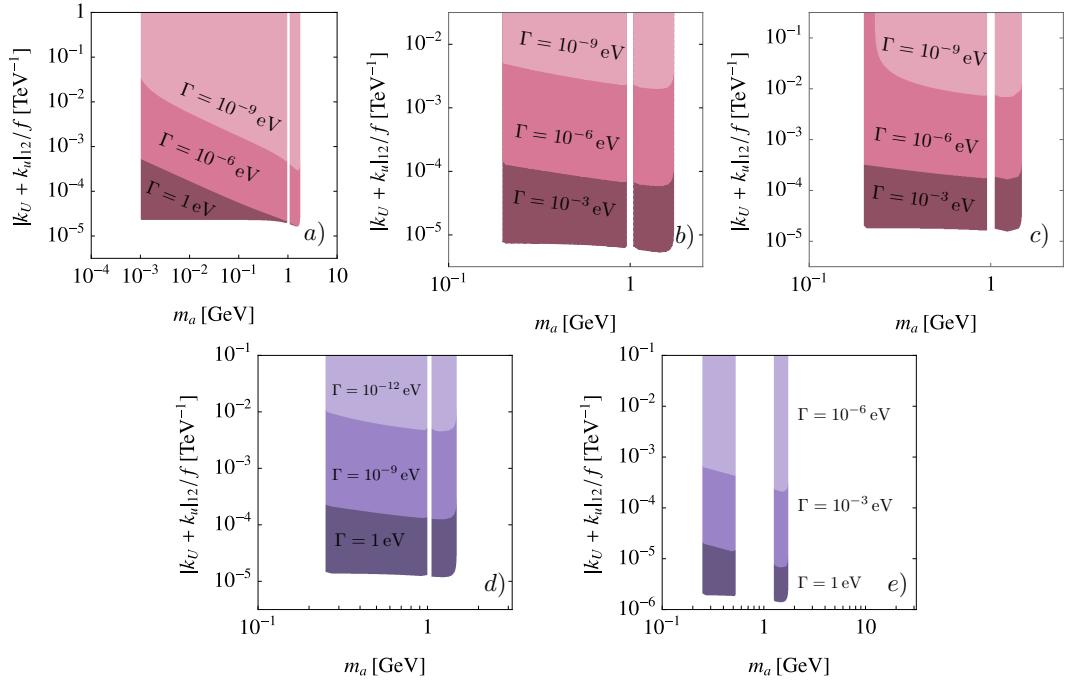 |k_U + k_u|_12/f [TeV^−1]
1
10^−1
10^−2
10^−3
10^−4
10^−5
Γ = 10^−9 eV
Γ = 10^−6 eV
Γ = 1 eV
a)
10^−4
10^−3
10^−2
10^−1
1
10
m_a [GeV]
|k_U + k_u|_12/f [TeV^−1]
10^−2
10^−3
10^−4
10^−5
Γ = 10^−9 eV
Γ = 10^−6 eV
Γ = 10^−3 eV
b)
10^−1
1
m_a [GeV]
|k_U + k_u|_12/f [TeV^−1]
10^−1
10^−2
10^−3
10^−4
10^−5
Γ = 10^−9 eV
Γ = 10^−6 eV
Γ = 10^−3 eV
c)
10^−1
1
m_a [GeV]
|k_U + k_u|_12/f [TeV^−1]
10^−1
10^−2
10^−3
10^−4
10^−5
Γ = 10^−12 eV
Γ = 10^−9 eV
Γ = 1 eV
d)
10^−1
1
m_a [GeV]
|k_U + k_u|_12/f [TeV^−1]
10^−1
10^−2
10^−3
10^−4
10^−5
10^−6
Γ = 10^−6 eV
Γ = 10^−3 eV
Γ = 1 eV
e)
10^−1
1
10
m_a [GeV]